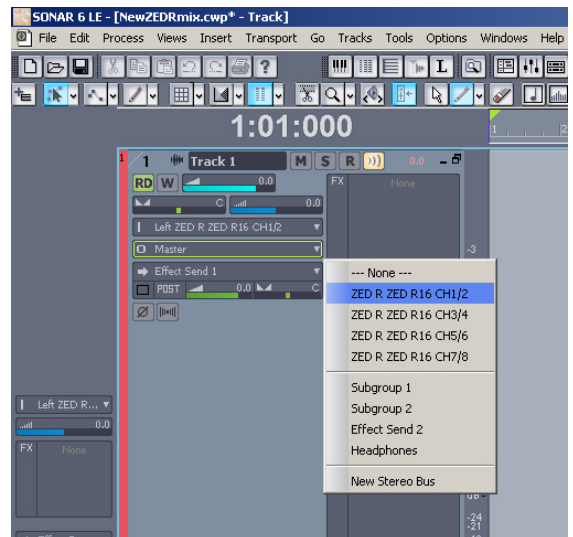 SONAR 6 LE - [NewZEDRmix.cwp* - Track]
File Edit Process Views Insert Transport Go Tracks Tools Options Windows Help
L
1:01:000
1 2
1 1 Track 1 M S R 0.0
RD W 0.0 FX None
C 0.0
Left ZED R ZED R16 CH1/2
Master
-3
Effect Send 1
POST 0.0 C
--- None ---
ZED R ZED R16 CH1/2
ZED R ZED R16 CH3/4
ZED R ZED R16 CH5/6
ZED R ZED R16 CH7/8
Subgroup 1
Subgroup 2
Effect Send 2
Headphones
New Stereo Bus
Left ZED R...
0.0
FX None
-24
-21